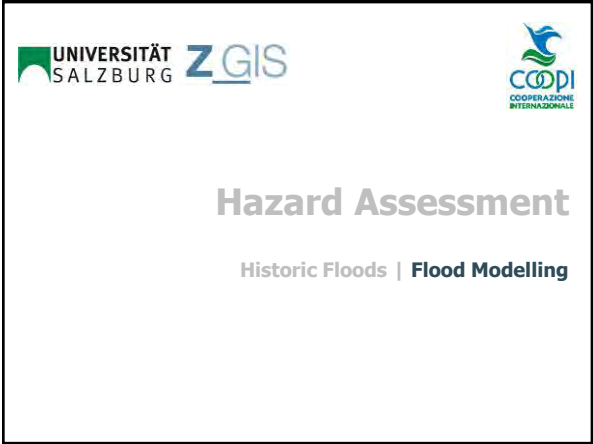 UNIVERSITÄT
SALZBURG
Z_GIS
COOPI
COOPERAZIONE
INTERNAZIONALE
Hazard Assessment
Historic Floods | Flood Modelling